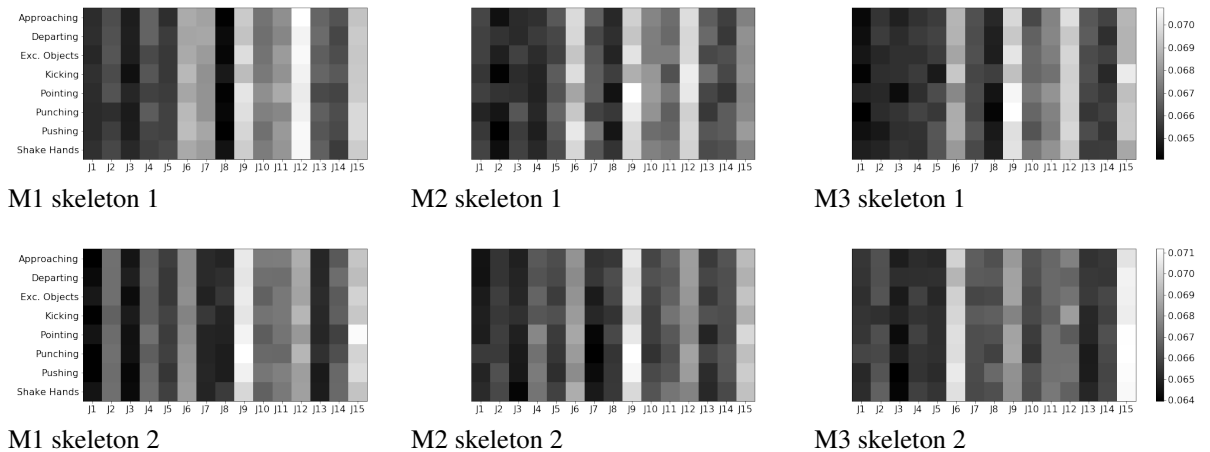 Approaching
Departing
Exc. Objects
Kicking
Pointing
Punching
Pushing
Shake Hands
J1 J2 J3 J4 J5 J6 J7 J8 J9 J10 J11 J12 J13 J14 J15
J1 J2 J3 J4 J5 J6 J7 J8 J9 J10 J11 J12 J13 J14 J15
J1 J2 J3 J4 J5 J6 J7 J8 J9 J10 J11 J12 J13 J14 J15
0.070
0.069
0.068
0.067
0.066
0.065
M1 skeleton 1
M2 skeleton 1
M3 skeleton 1
Approaching
Departing
Exc. Objects
Kicking
Pointing
Punching
Pushing
Shake Hands
J1 J2 J3 J4 J5 J6 J7 J8 J9 J10 J11 J12 J13 J14 J15
J1 J2 J3 J4 J5 J6 J7 J8 J9 J10 J11 J12 J13 J14 J15
J1 J2 J3 J4 J5 J6 J7 J8 J9 J10 J11 J12 J13 J14 J15
0.071
0.070
0.069
0.068
0.067
0.066
0.065
0.064
M1 skeleton 2
M2 skeleton 2
M3 skeleton 2